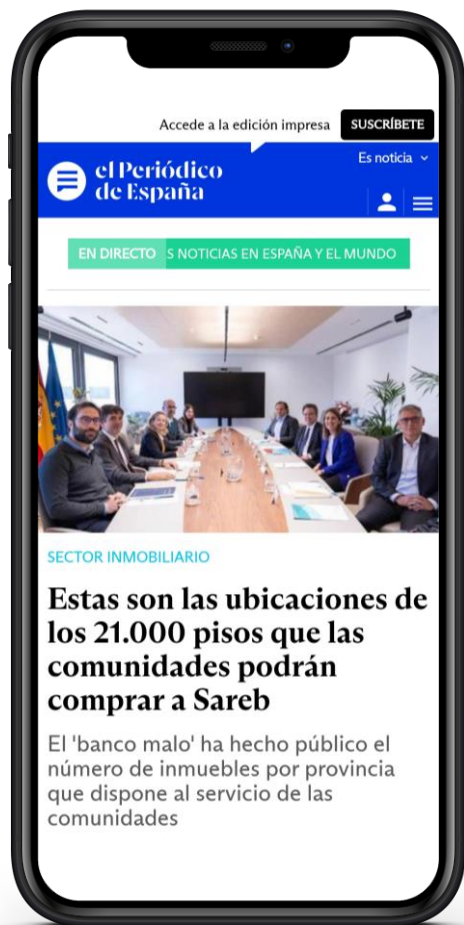 Accede a la edición impresa SUSCRÍBETE
Es noticia
el Periódico
de España
EN DIRECTO S NOTICIAS EN ESPAÑA Y EL MUNDO
SECTOR INMOBILIARIO
Estas son las ubicaciones de
los 21.000 pisos que las
comunidades podrán
comprar a Sareb
El 'banco malo' ha hecho público el
número de inmuebles por provincia
que dispone al servicio de las
comunidades